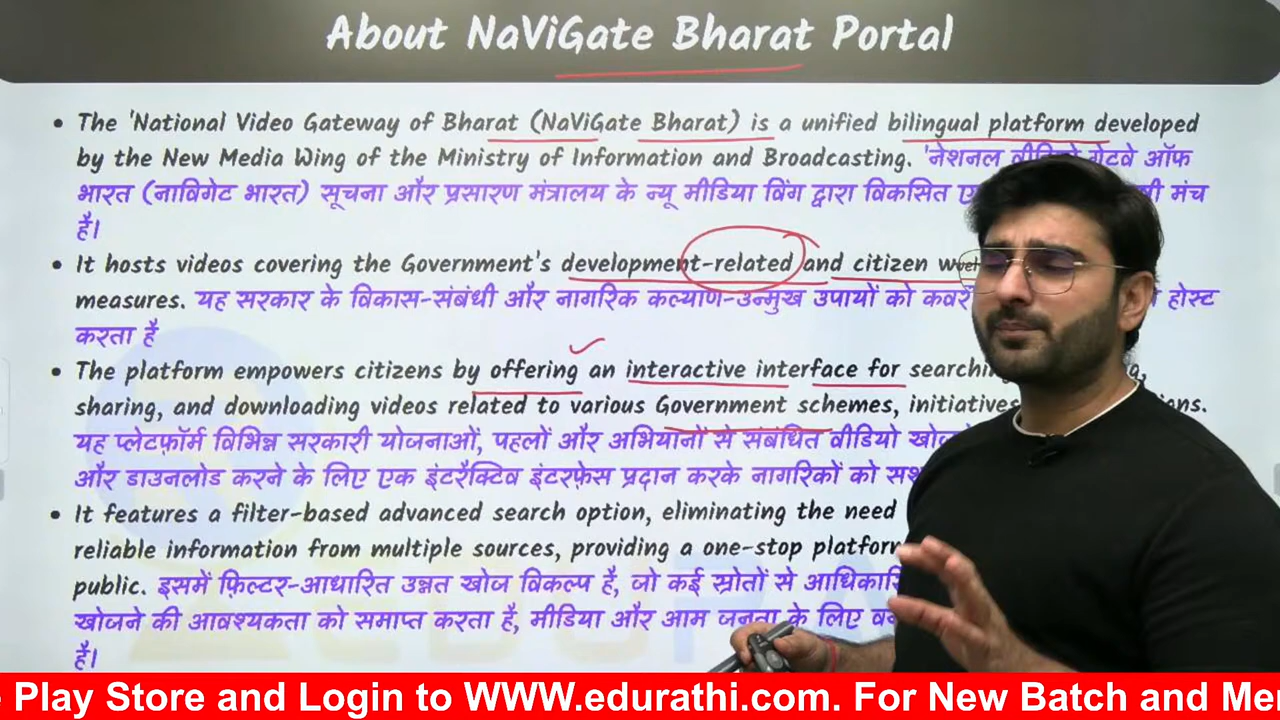 About NaViGate Bharat Portal
• The 'National Video Gateway of Bharat (NaViGate Bharat) is a unified bilingual platform developed
by the New Media Wing of the Ministry of Information and Broadcasting. 'नेशनल वीडियो गेटवे ऑफ
भारत (नाविगेट भारत) सूचना और प्रसारण मंत्रालय के न्यू मीडिया विंग द्वारा विकसित मंच
है।
• It hosts videos covering the Government's development-related and citizen
measures. यह सरकार के विकास-संबंधी और नागरिक कल्याण-उन्मुख उपायों को होस्ट
करता है
• The platform empowers citizens by offering an interactive interface for
sharing, and downloading videos related to various Government schemes,
यह प्लेटफ़ॉर्म विभिन्न सरकारी योजनाओं, पहलों और अभियानों से संबंधित वीडियो
और डाउनलोड करने के लिए एक इंटरैक्टिव इंटरफ़ेस प्रदान करके नागरिकों को
• It features a filter-based advanced search option, eliminating the need
reliable information from multiple sources, providing a one-stop
public. इसमें फ़िल्टर-आधारित उन्नत खोज विकल्प है, जो कई स्रोतों से
खोजने की आवश्यकता को समाप्त करता है, मीडिया और आम जनता के लिए
है।
Play Store and Login to WWW.edurathi.com. For New Batch and